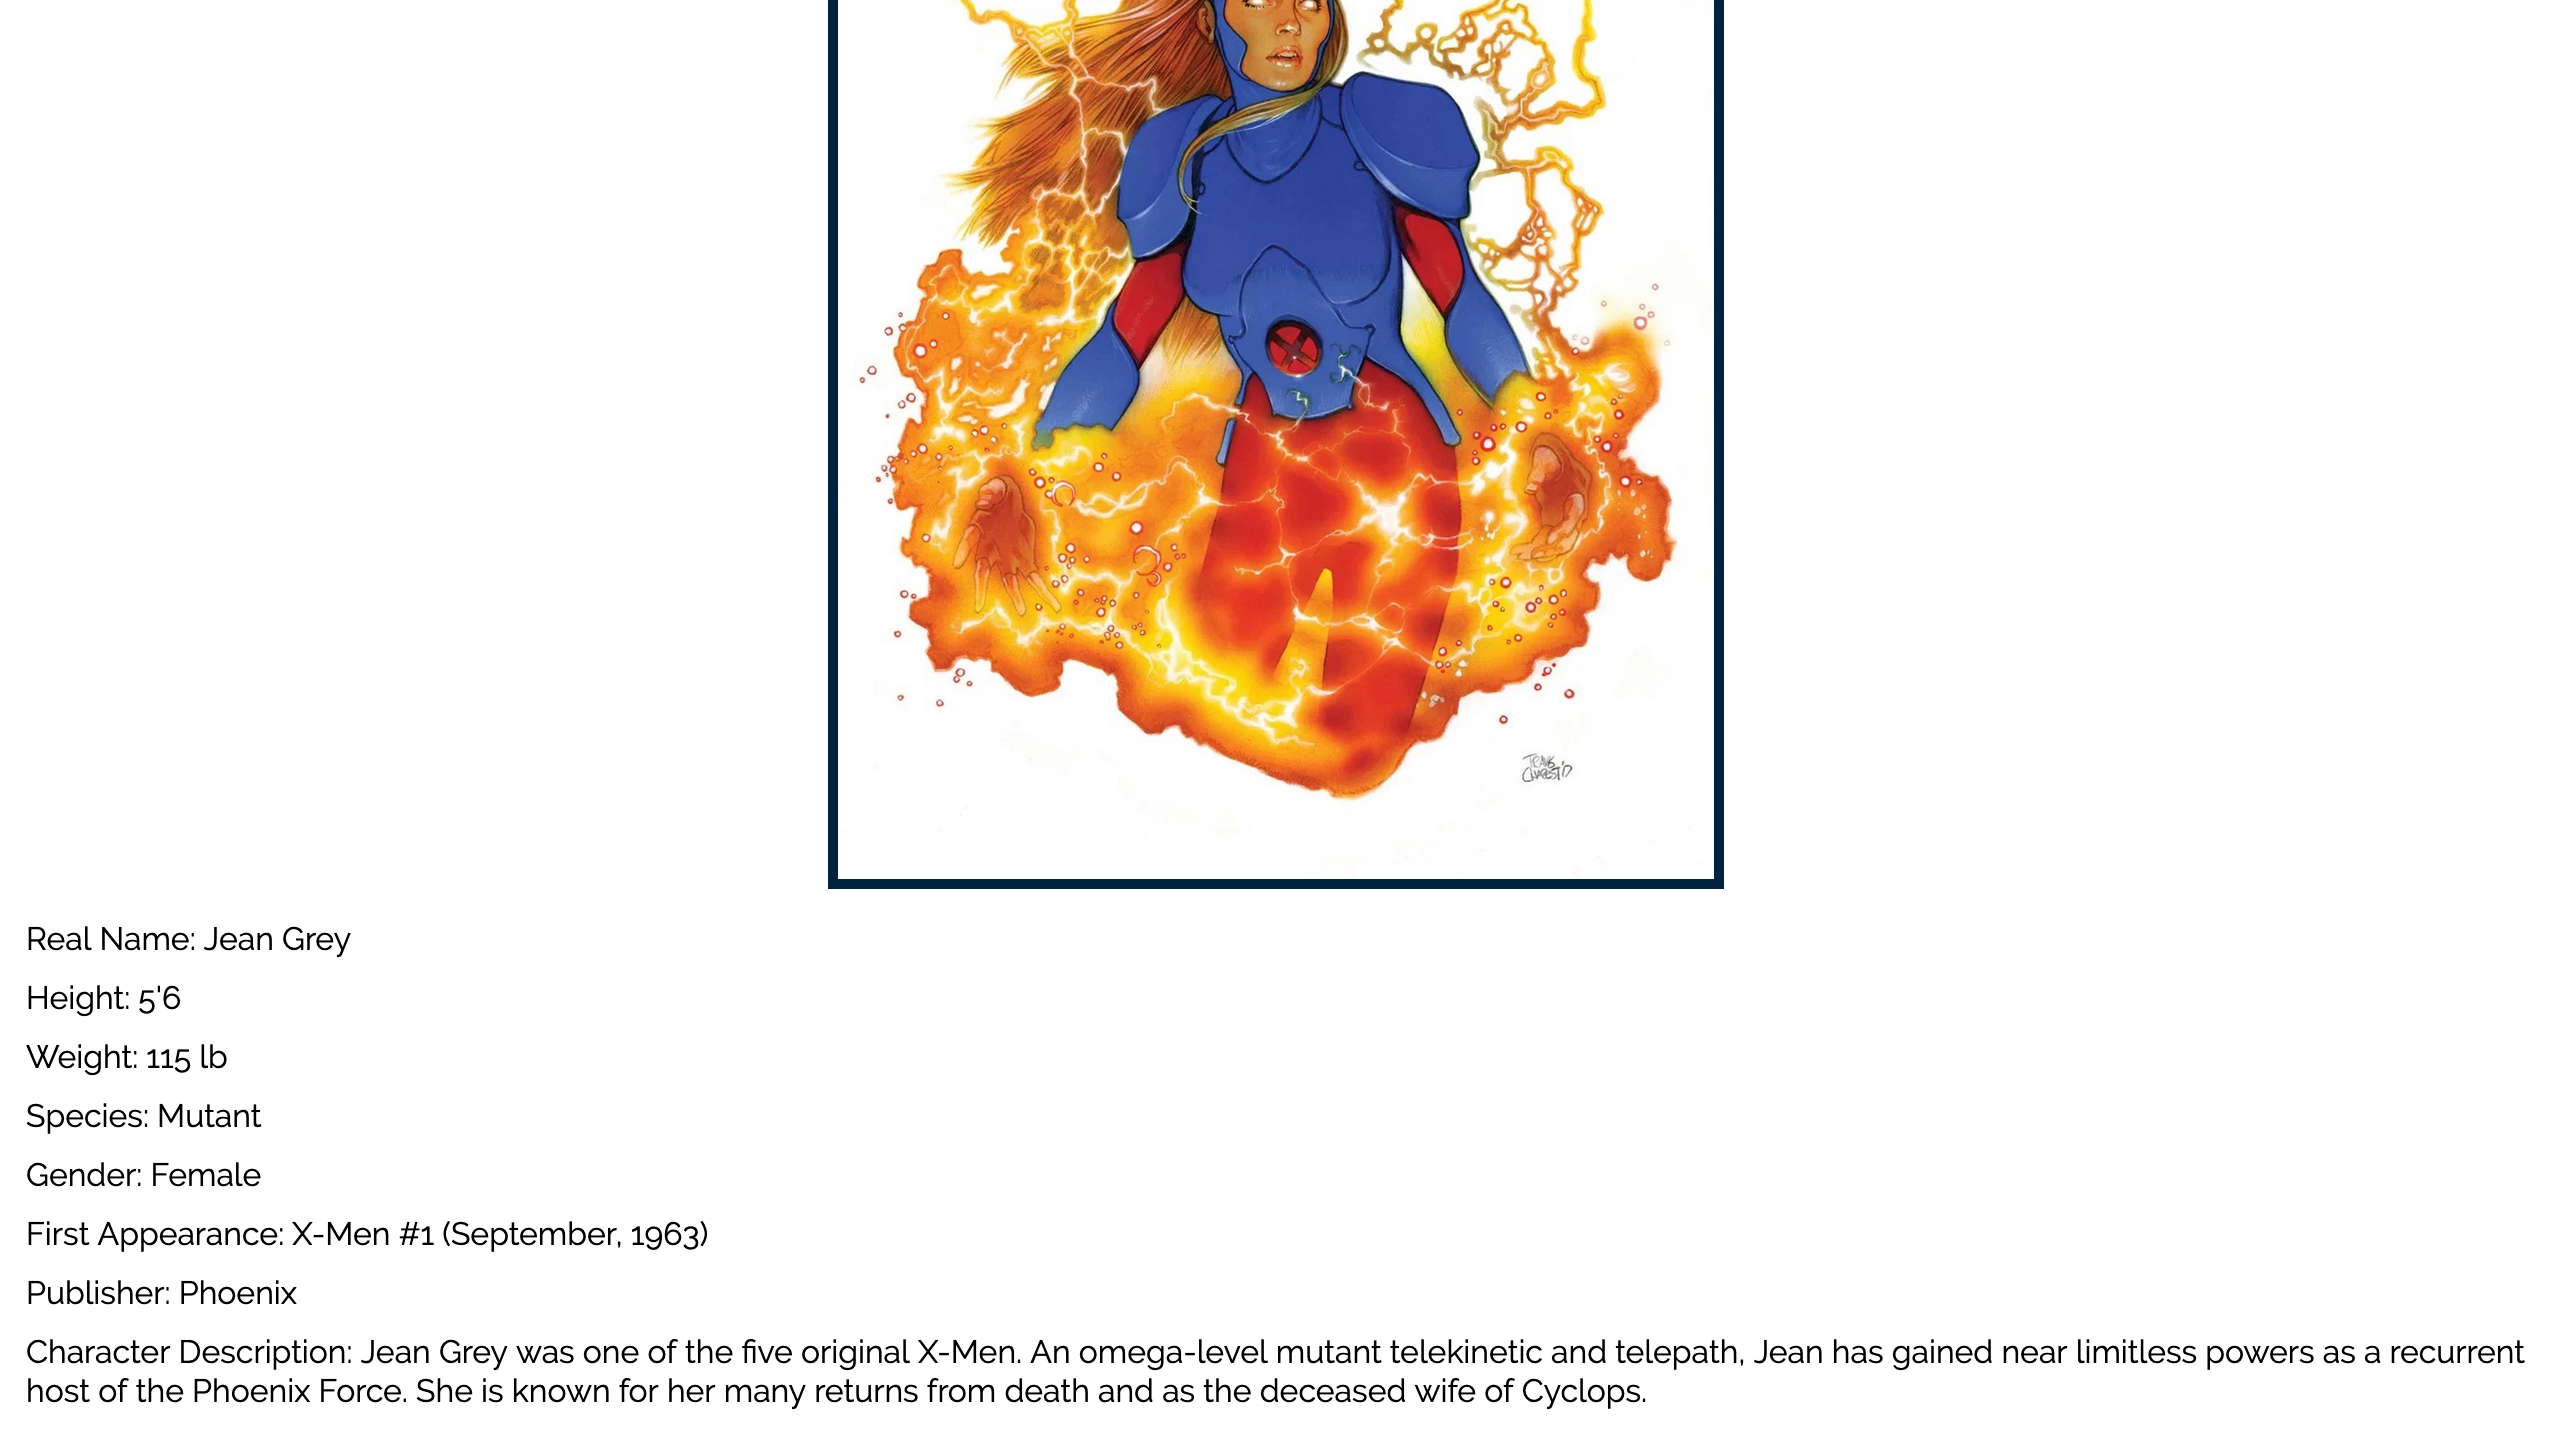 TRAVIS
CHAREST '17
Real Name: Jean Grey
Height: 5'6
Weight: 115 lb
Species: Mutant
Gender: Female
First Appearance: X-Men #1 (September, 1963)
Publisher: Phoenix
Character Description: Jean Grey was one of the five original X-Men. An omega-level mutant telekinetic and telepath, Jean has gained near limitless powers as a recurrent
host of the Phoenix Force. She is known for her many returns from death and as the deceased wife of Cyclops.